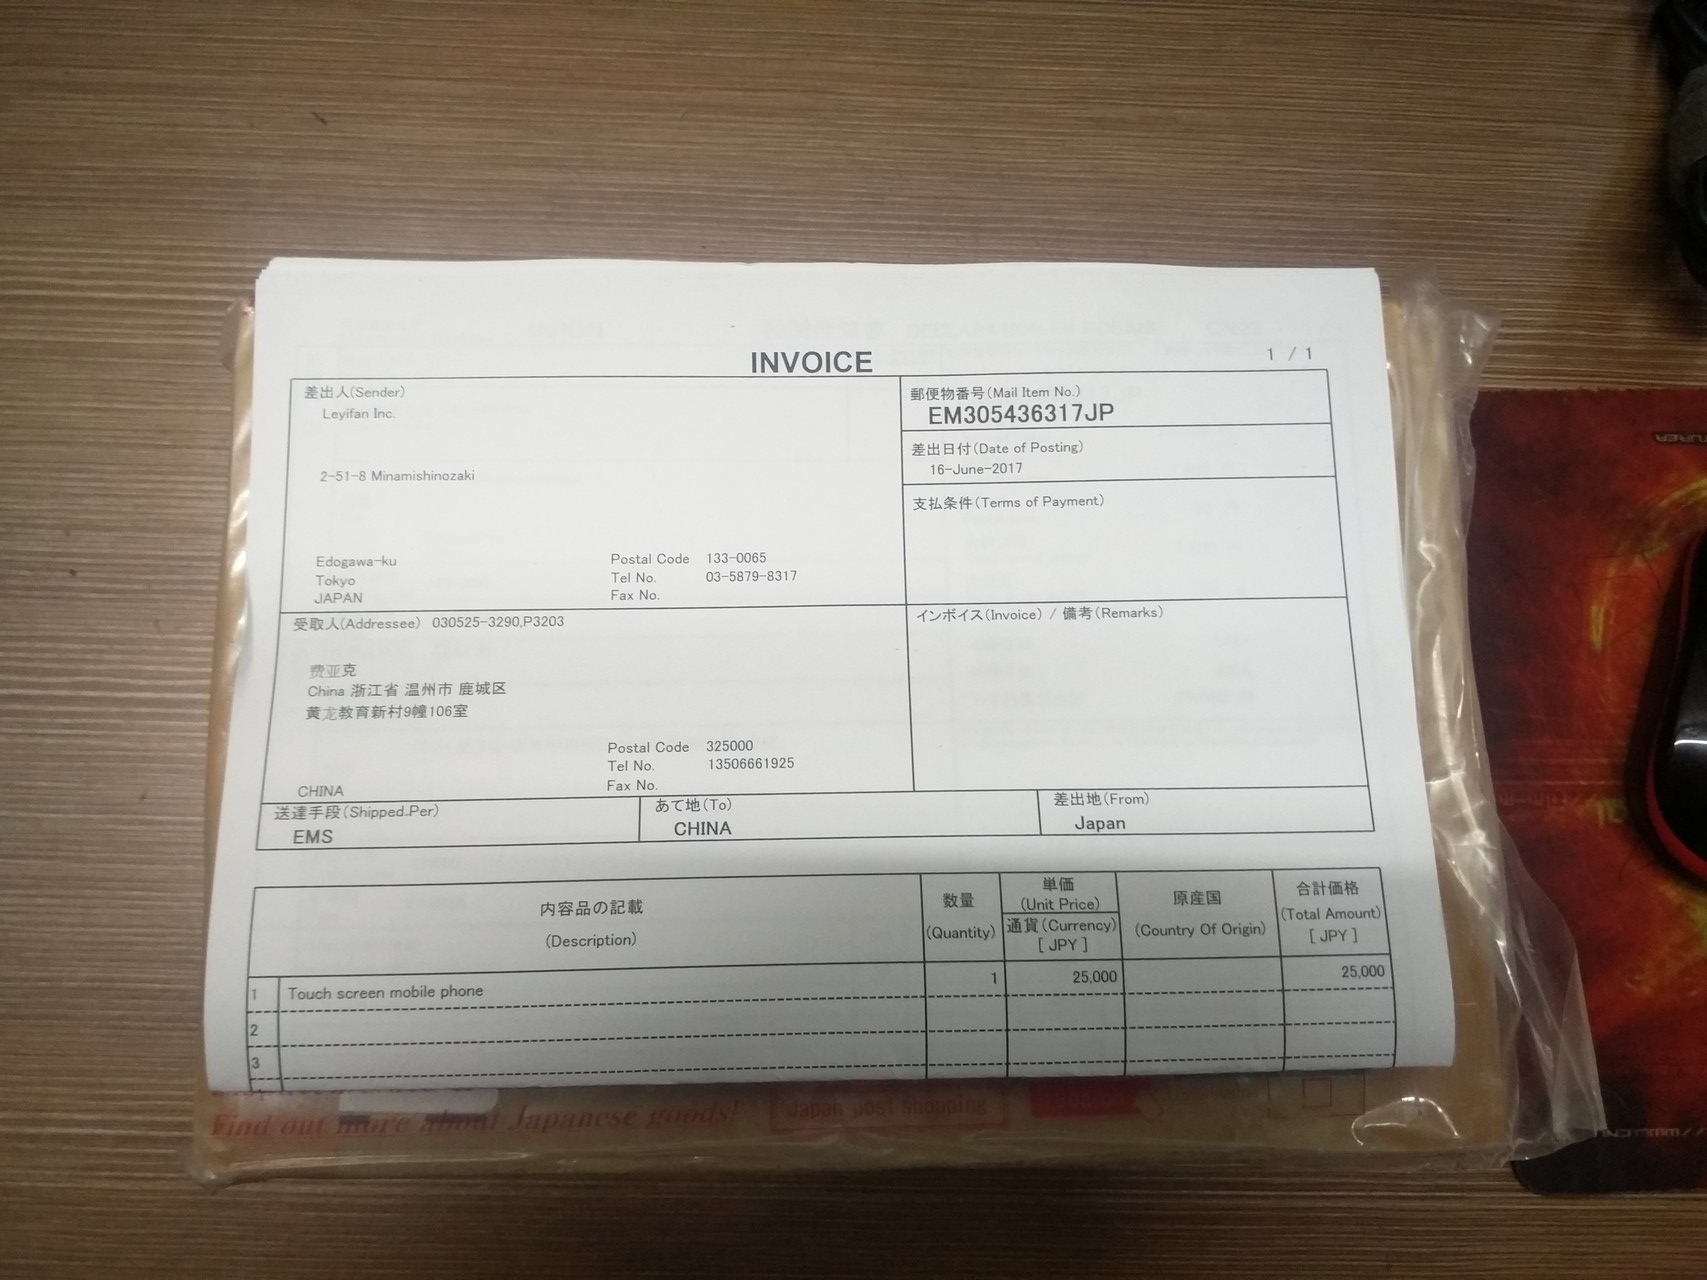 INVOICE
1 / 1
差出人(Sender)
Leyifan Inc.
2-51-8 Minamishinozaki
Edogawa-ku
Tokyo
JAPAN
Postal Code 133-0065
Tel No. 03-5879-8317
Fax No.
郵便物番号(Mail Item No.)
EM305436317JP
差出日付(Date of Posting)
16-June-2017
支払条件(Terms of Payment)
受取人(Addressee) 030525-3290,P3203
费亚克
China 浙江省 温州市 鹿城区
黄龙教育新村9幢106室
CHINA
Postal Code 325000
Tel No. 13506661925
Fax No.
インボイス(Invoice) / 備考(Remarks)
送達手段(Shipped Per)
EMS
あて地(To)
CHINA
差出地(From)
Japan
内容品の記載
(Description)
数量
(Quantity)
単価
(Unit Price)
通貨(Currency)
[ JPY ]
原産国
(Country Of Origin)
合計価格
(Total Amount)
[ JPY ]
1 Touch screen mobile phone 1 25,000 25,000
2
3
Find out more about Japanese goods!
Japan post shopping